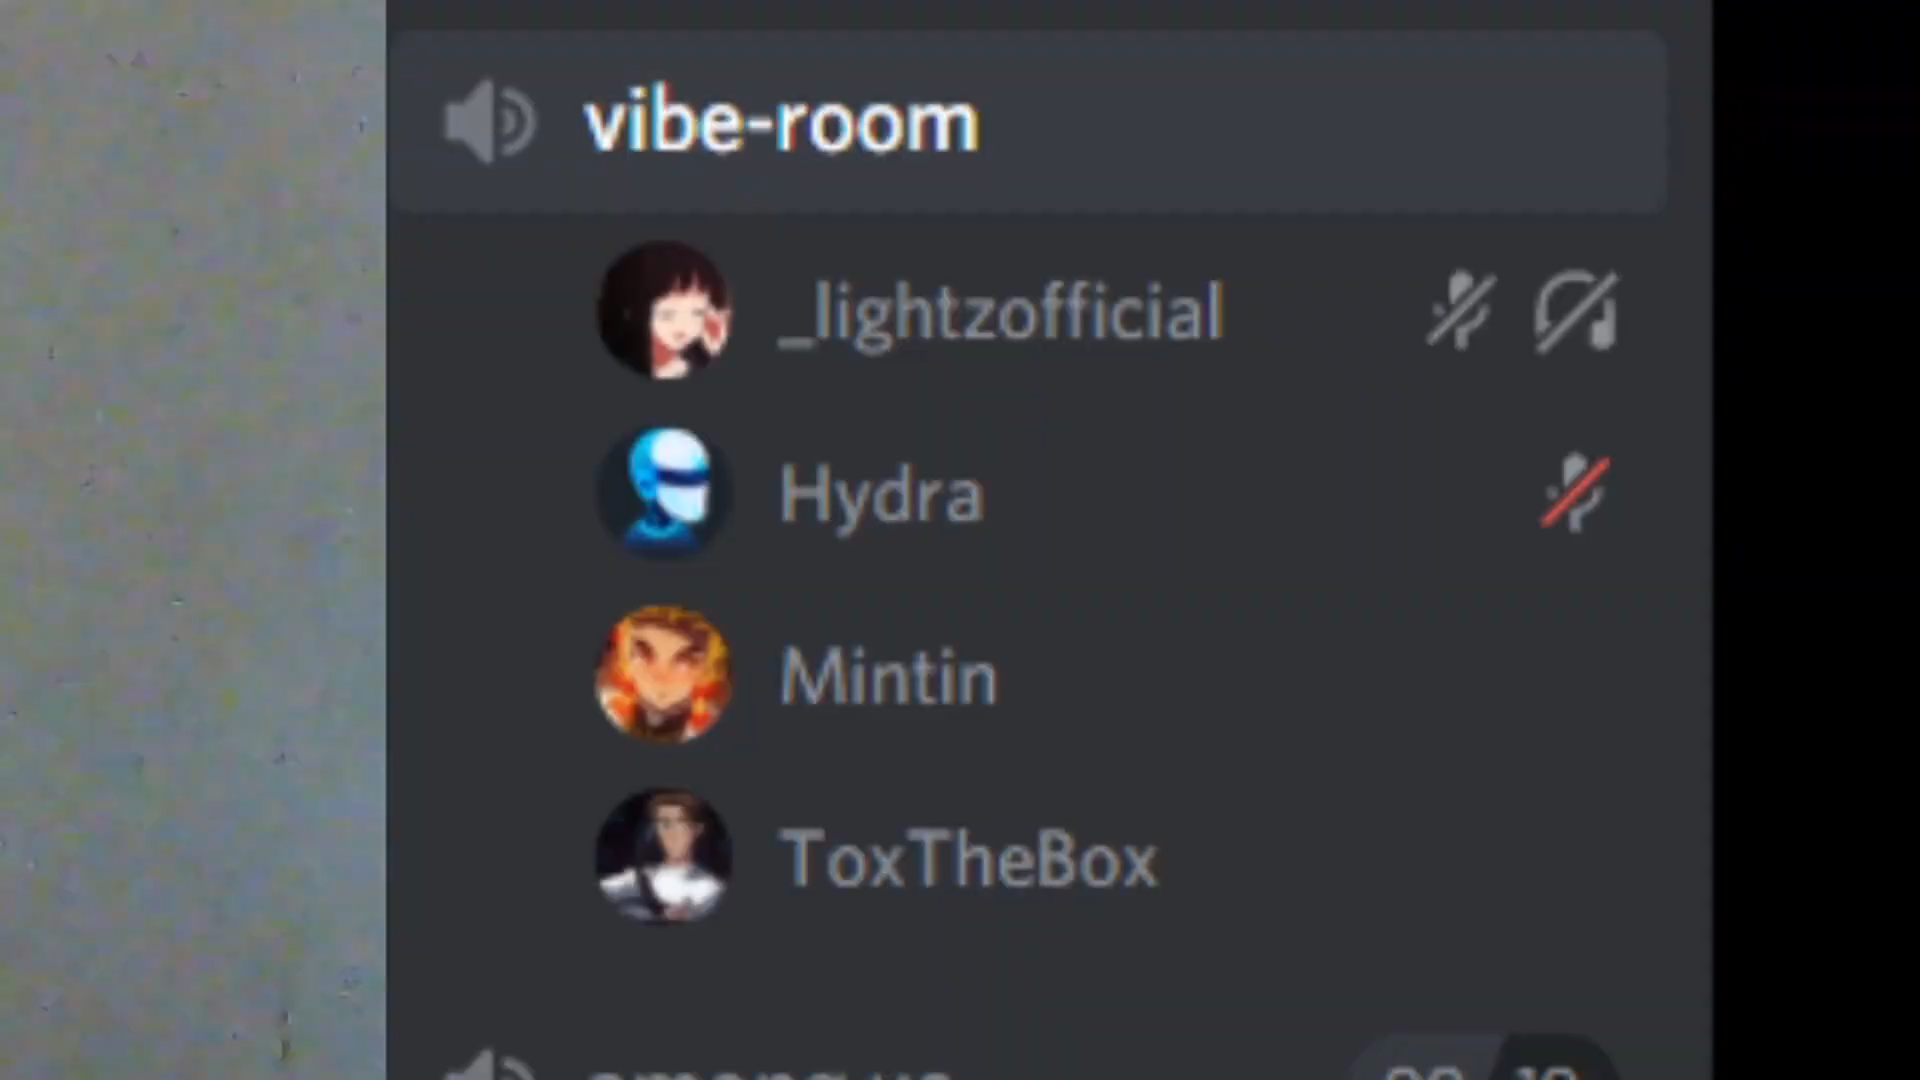 vibe-room
_lightzofficial
Hydra
Mintin
ToxTheBox